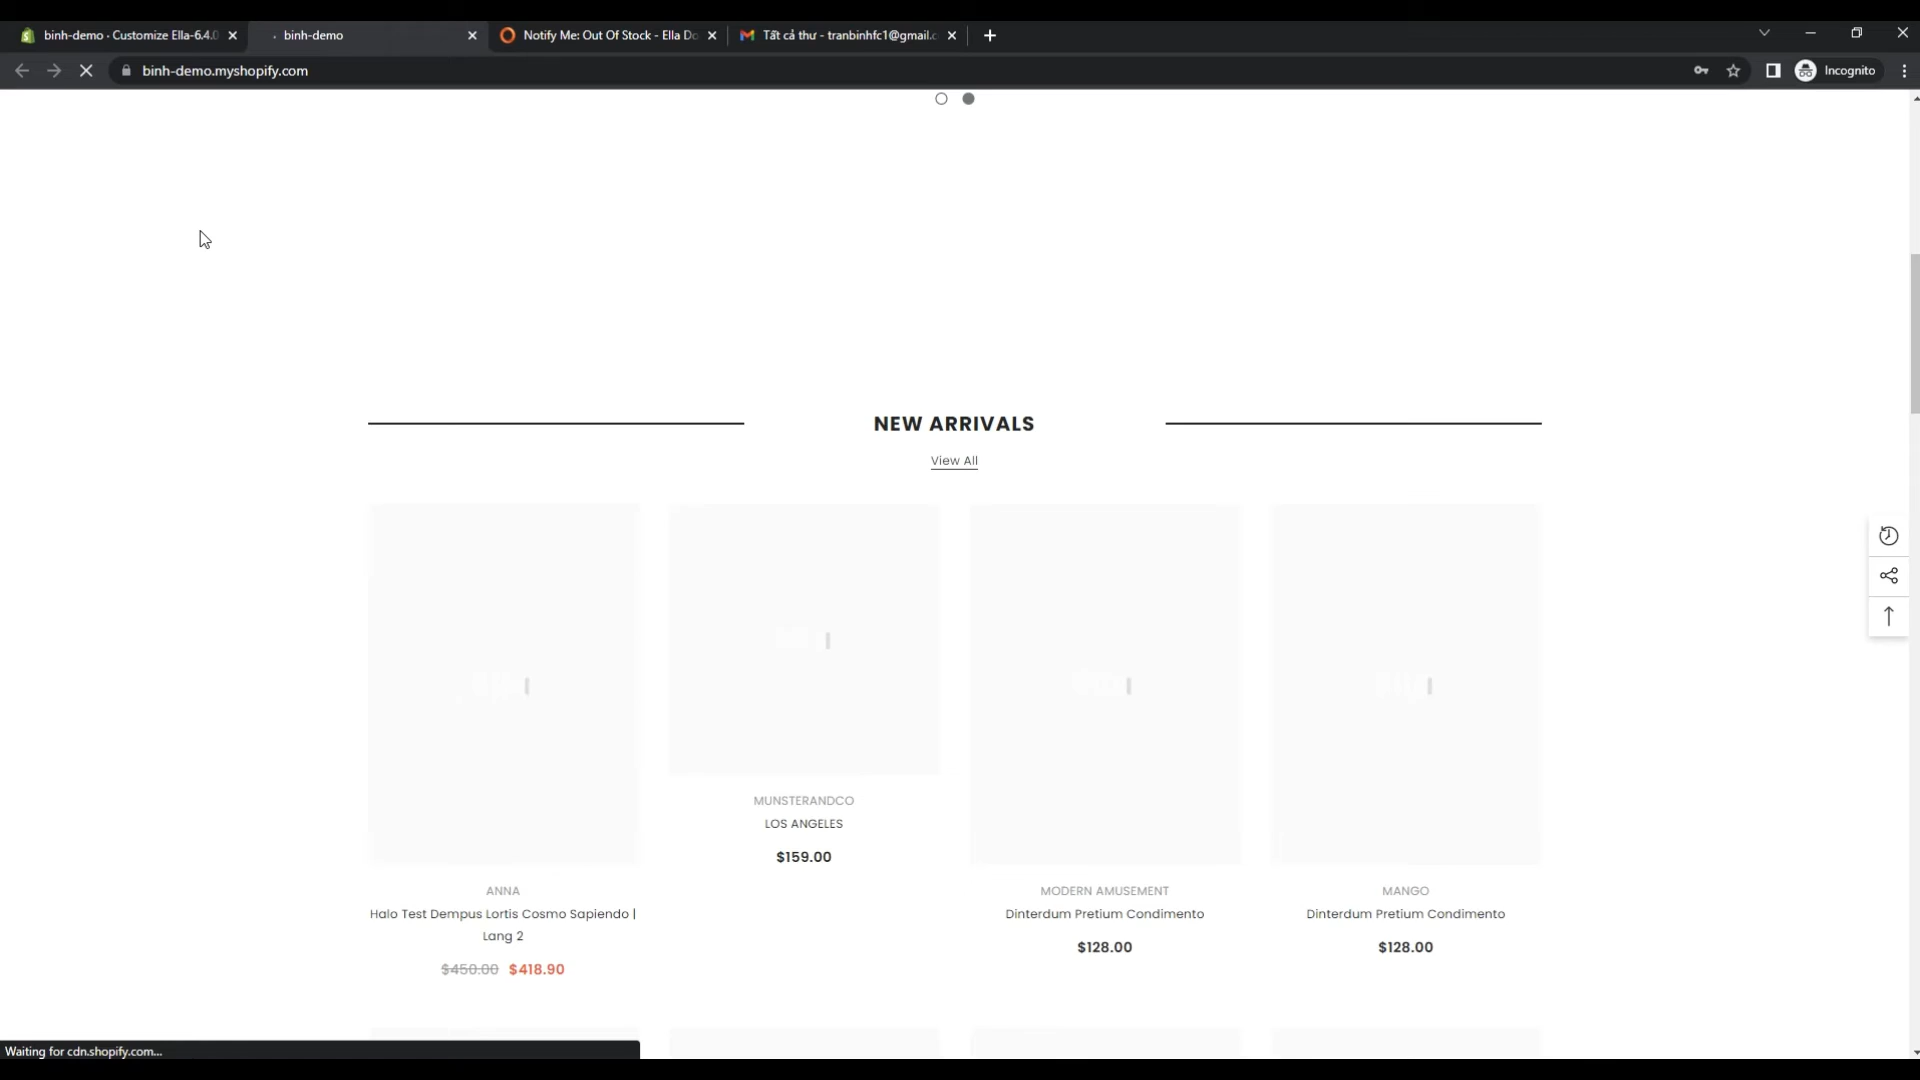 binh-demo · Customize Ella-6.4.0
binh-demo
Notify Me: Out Of Stock - Ella Do
Tất cả thư - tranbinhfc1@gmail.c
binh-demo.myshopify.com
Incognito
NEW ARRIVALS
View All
MUNSTERANDCO
LOS ANGELES
$159.00
ANNA
Halo Test Dempus Lortis Cosmo Sapiendo |
Lang 2
$450.00 $418.90
MODERN AMUSEMENT
Dinterdum Pretium Condimento
$128.00
MANGO
Dinterdum Pretium Condimento
$128.00
Waiting for cdn.shopify.com...